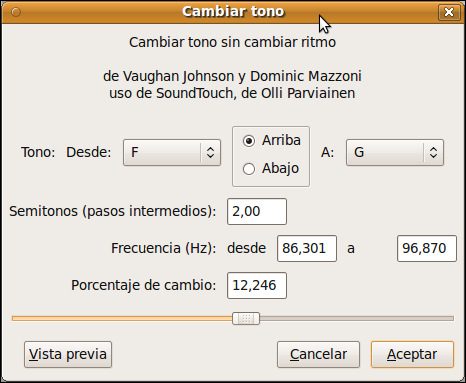 Cambiar tono
Cambiar tono sin cambiar ritmo
de Vaughan Johnson y Dominic Mazzoni
uso de SoundTouch, de Olli Parviainen
Tono: Desde: F Arriba Abajo A: G
Semitonos (pasos intermedios): 2,00
Frecuencia (Hz): desde 86,301 a 96,870
Porcentaje de cambio: 12,246
Vista previa Cancelar Aceptar